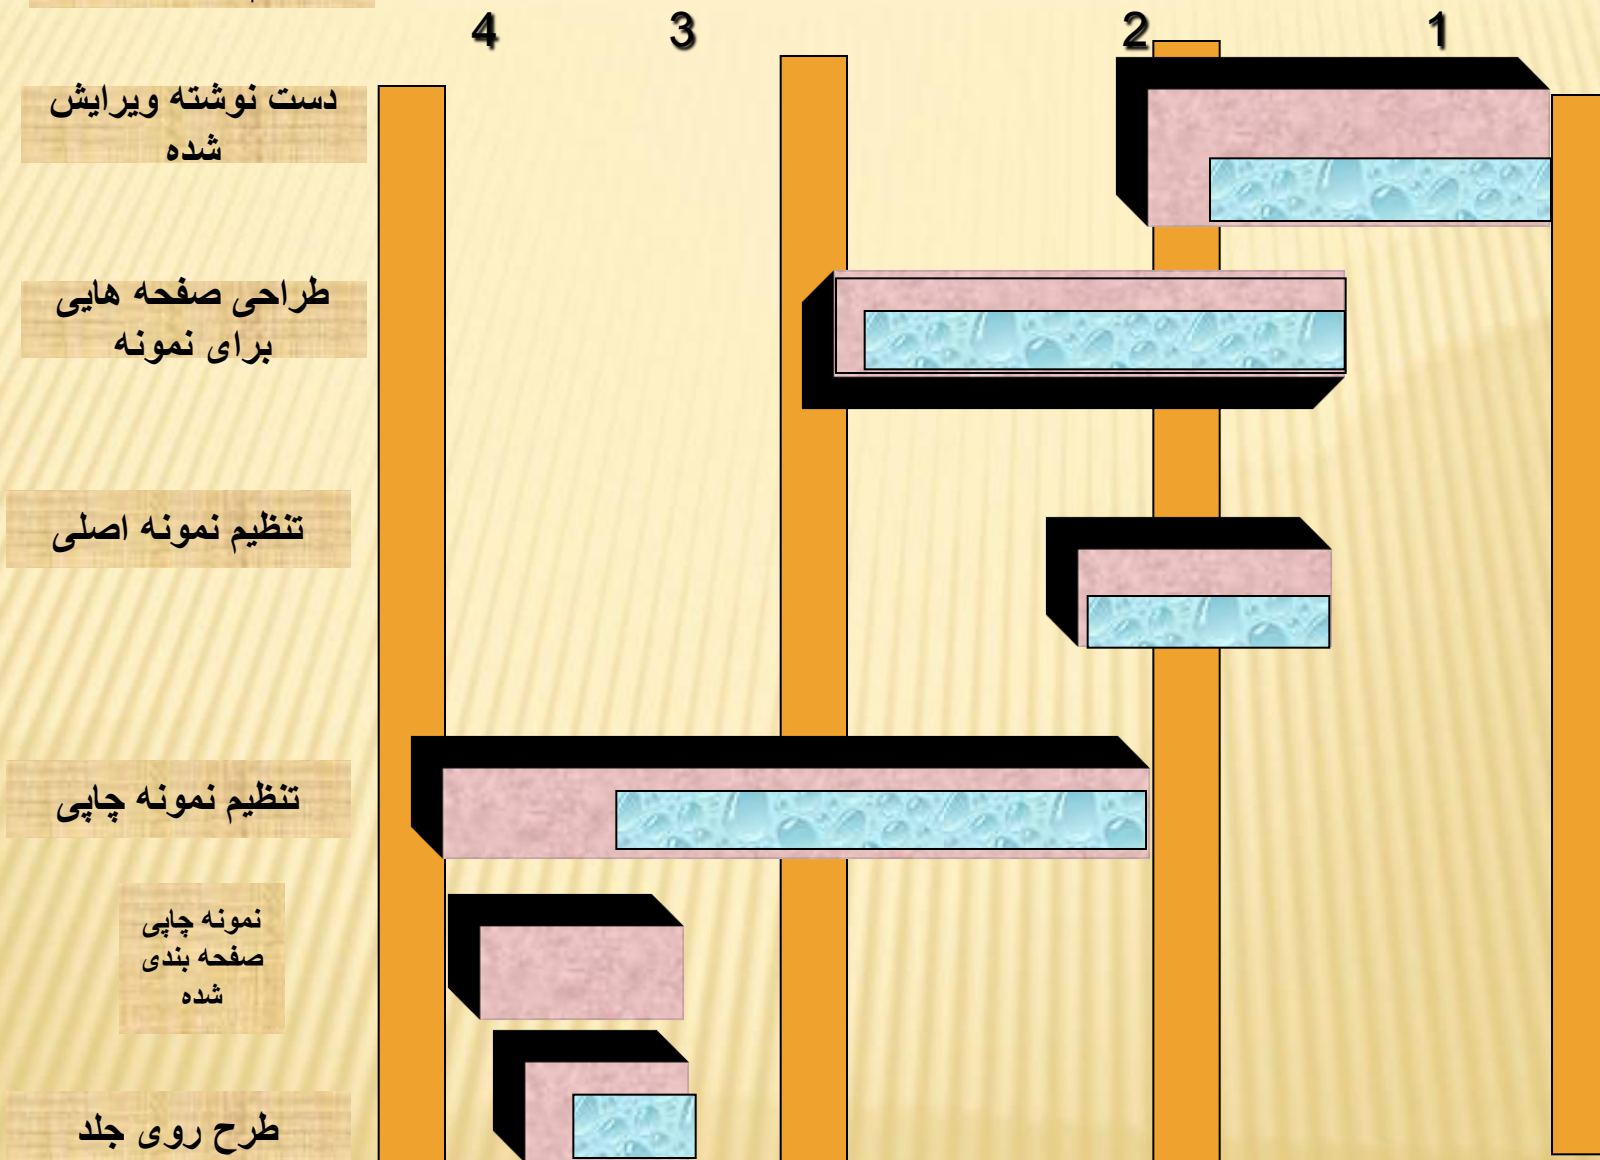 4 3 2 1
دست نوشته ویرایش
شده
طراحی صفحه هایی
برای نمونه
تنظیم نمونه اصلی
تنظیم نمونه چاپی
نمونه چاپی
صفحه بندی
شده
طرح روی جلد